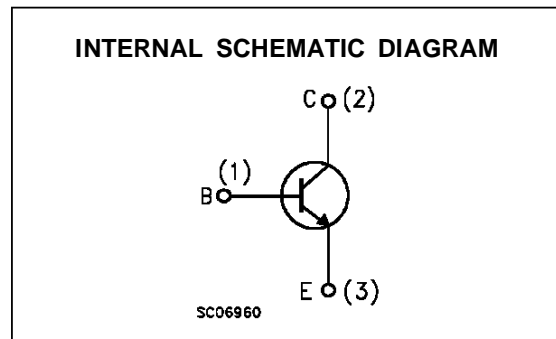 INTERNAL SCHEMATIC DIAGRAM
C (2)
(1)
B
E (3)
SC06960